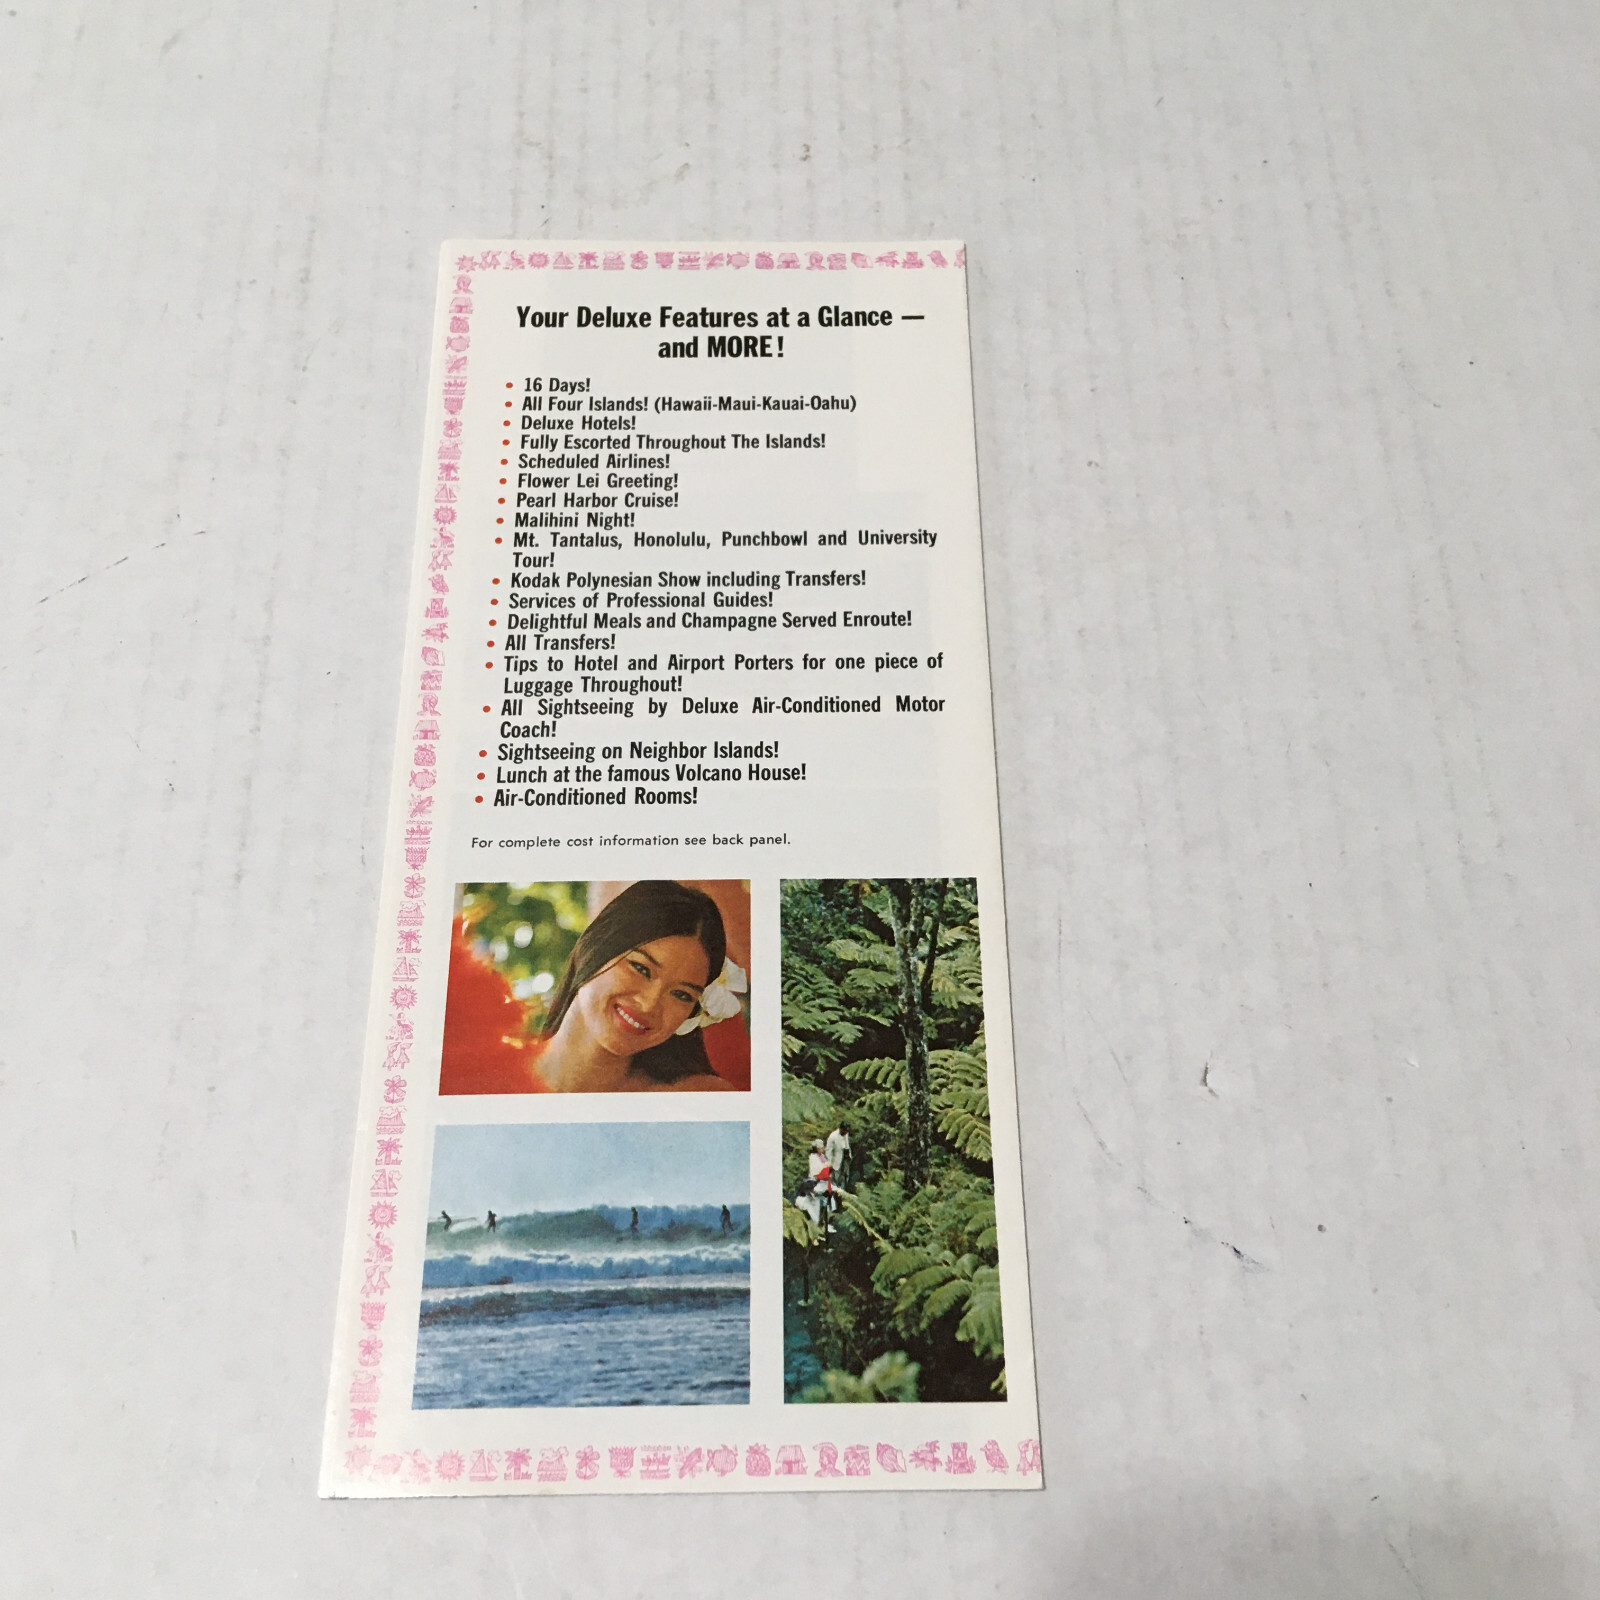 Your Deluxe Features at a Glance —
and MORE!
• 16 Days!
• All Four Islands! (Hawaii-Maui-Kauai-Oahu)
• Deluxe Hotels!
• Fully Escorted Throughout The Islands!
• Scheduled Airlines!
• Flower Lei Greeting!
• Pearl Harbor Cruise!
• Malihini Night!
• Mt. Tantalus, Honolulu, Punchbowl and University
Tour!
• Kodak Polynesian Show including Transfers!
• Services of Professional Guides!
• Delightful Meals and Champagne Served Enroute!
• All Transfers!
• Tips to Hotel and Airport Porters for one piece of
Luggage Throughout!
• All Sightseeing by Deluxe Air-Conditioned Motor
Coach!
• Sightseeing on Neighbor Islands!
• Lunch at the famous Volcano House!
• Air-Conditioned Rooms!
For complete cost information see back panel.